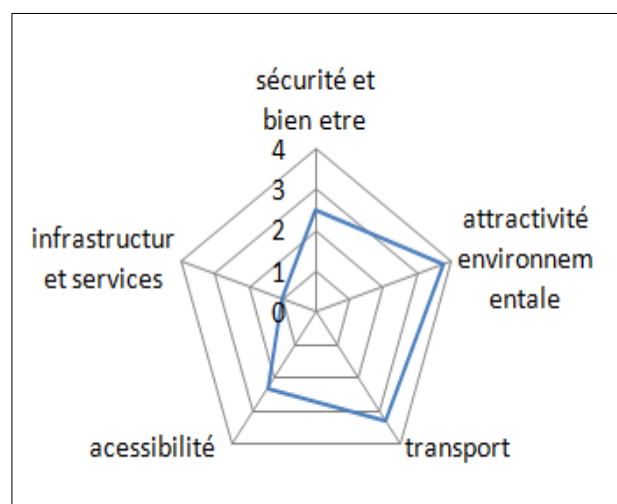 sécurité et
bien etre
4
3
2
1
0
attractivité
environnem
entale
infrastructur
et services
acessibilité
transport